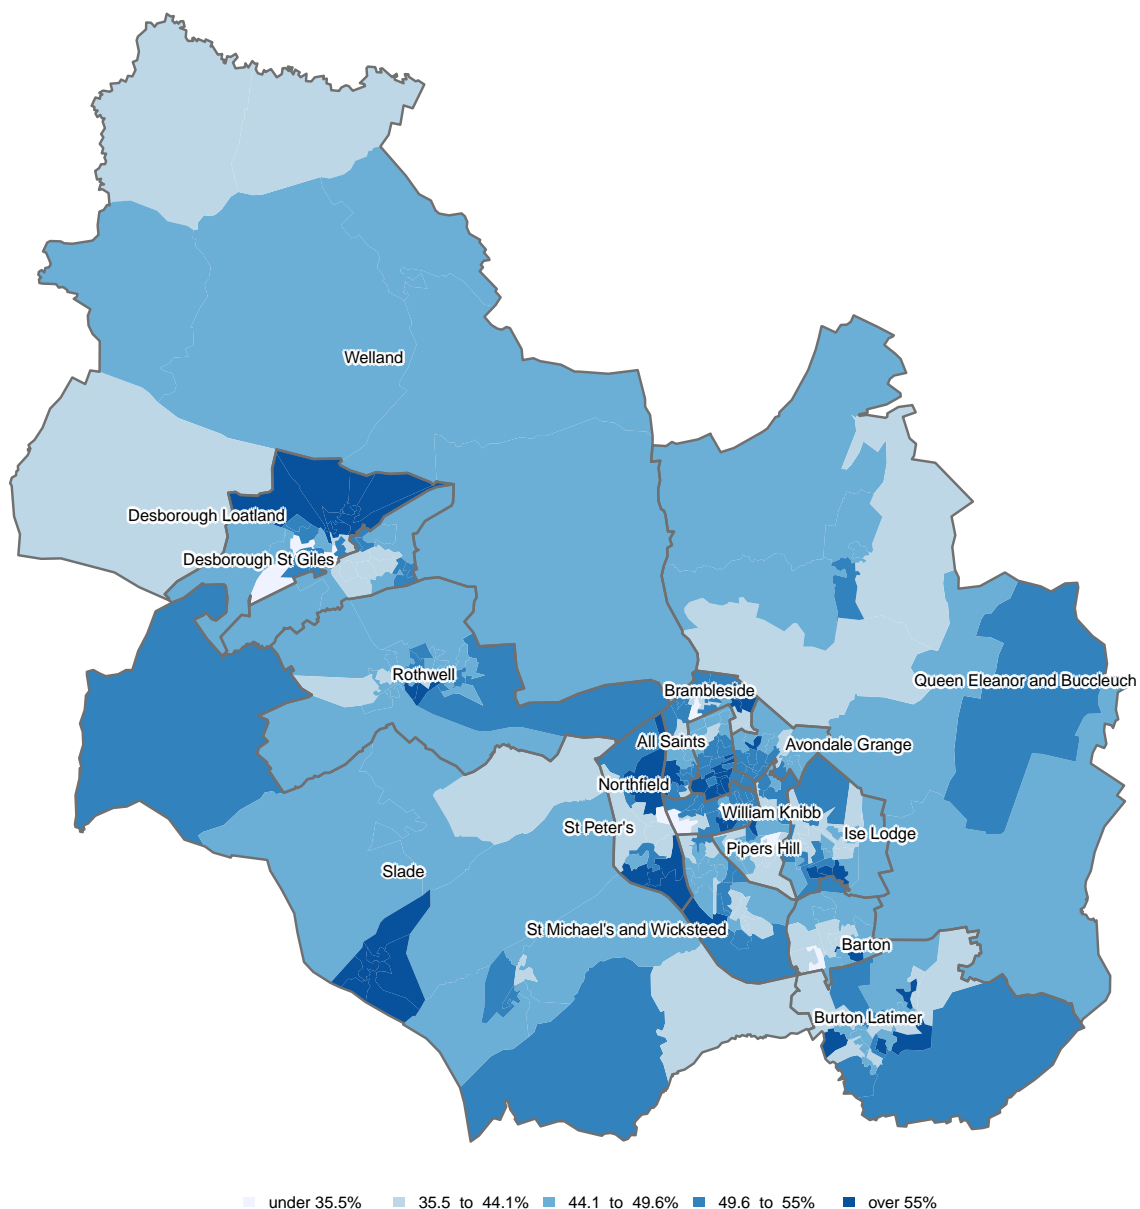 Welland
Desborough Loatland
Desborough St Giles
Rothwell
Queen Eleanor and Buccleuch
Brambleside
All Saints
Avondale Grange
Northfield
William Knibb
St Peter's
Ise Lodge
Pipers Hill
Slade
St Michael's and Wicksteed
Barton
Burton Latimer
under 35.5% 35.5 to 44.1% 44.1 to 49.6% 49.6 to 55% over 55%